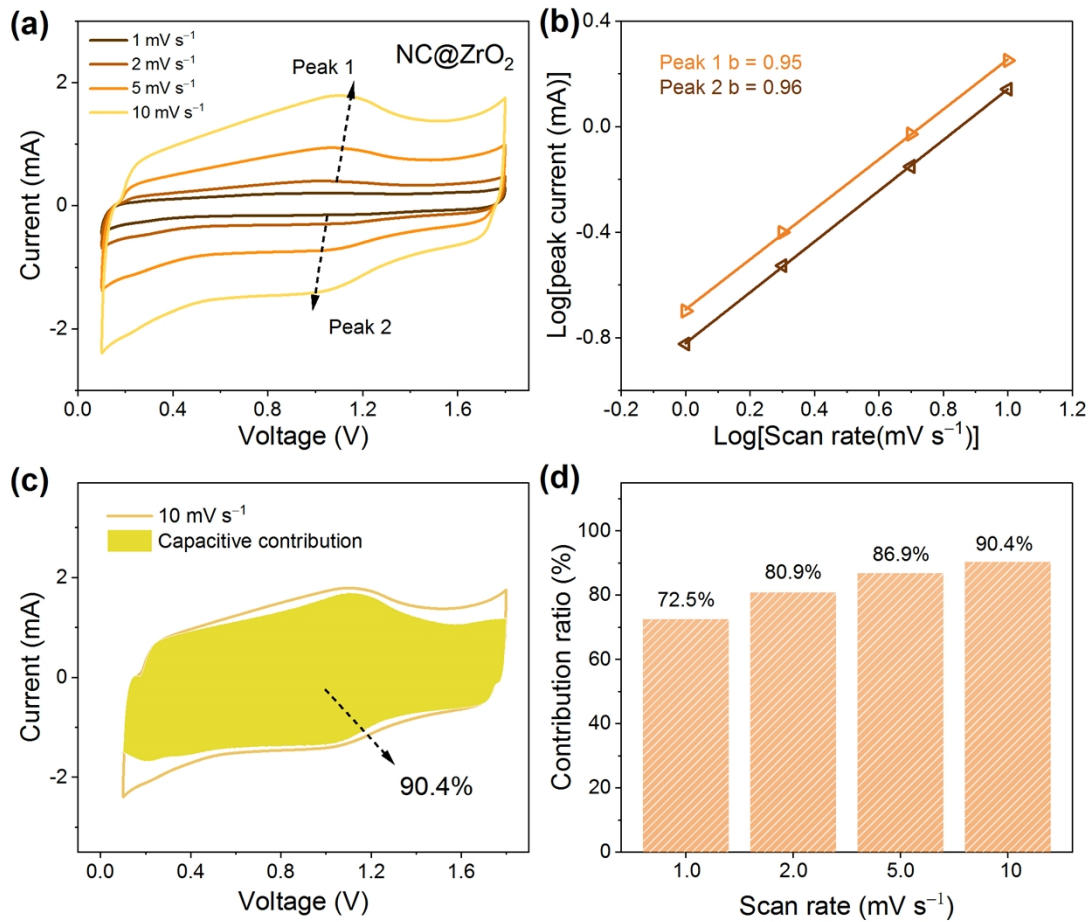 (a)
1 mV s⁻¹
2 mV s⁻¹
5 mV s⁻¹
10 mV s⁻¹
NC@ZrO₂
Peak 1
Peak 2
2
0
-2
Current (mA)
0.0 0.4 0.8 1.2 1.6
Voltage (V)
(b)
Peak 1 b = 0.95
Peak 2 b = 0.96
0.4
0.0
-0.4
-0.8
Log[peak current (mA)]
-0.2 0.0 0.2 0.4 0.6 0.8 1.0 1.2
Log[Scan rate(mV s⁻¹)]
(c)
10 mV s⁻¹
Capacitive contribution
90.4%
2
0
-2
Current (mA)
0.0 0.4 0.8 1.2 1.6
Voltage (V)
(d)
72.5%
80.9%
86.9%
90.4%
100
80
60
40
20
0
Contribution ratio (%)
1.0 2.0 5.0 10
Scan rate (mV s⁻¹)